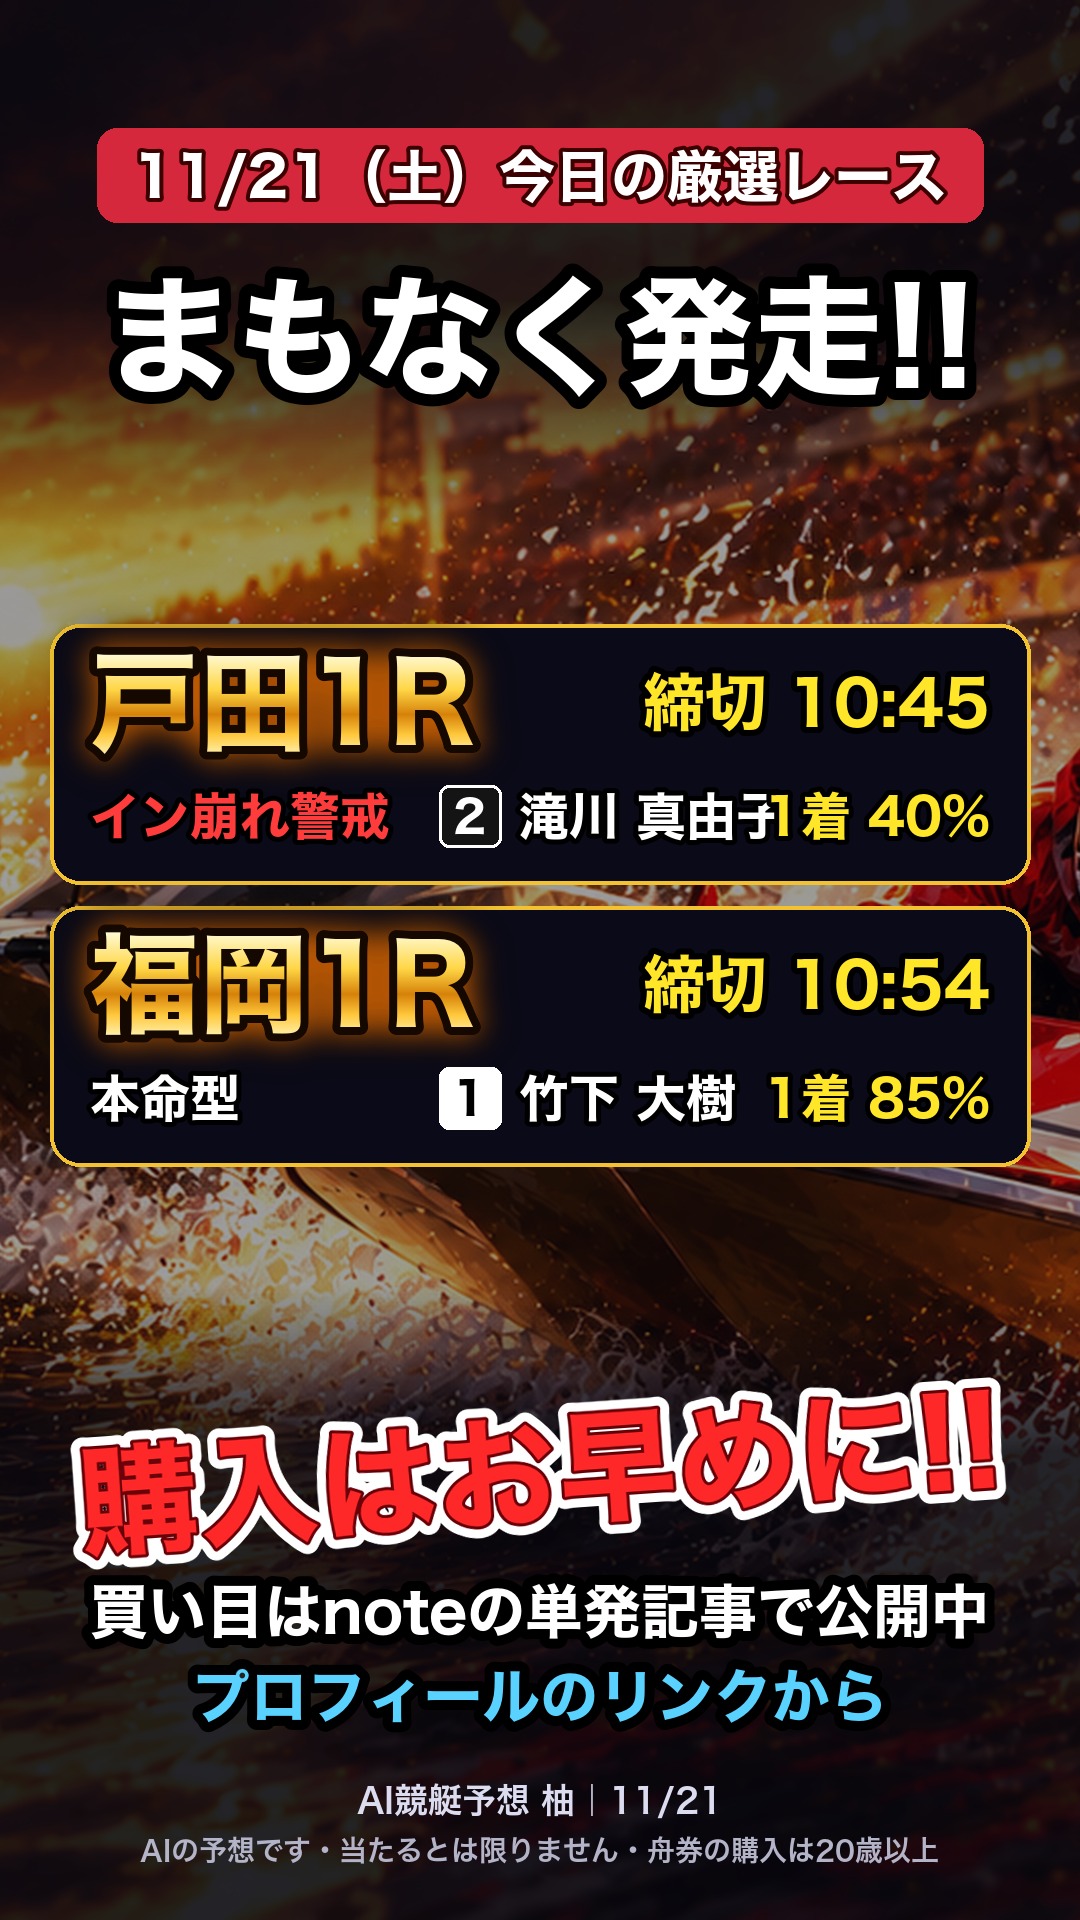 11/21（土）今日の厳選レース
まもなく発走!!
戸田1R 締切 10:45
イン崩れ警戒 2 滝川 真由子 1着 40%
福岡1R 締切 10:54
本命型 1 竹下 大樹 1着 85%
購入はお早めに!!
買い目はnoteの単発記事で公開中
プロフィールのリンクから
AI競艇予想 柚｜11/21
AIの予想です・当たるとは限りません・舟券の購入は20歳以上